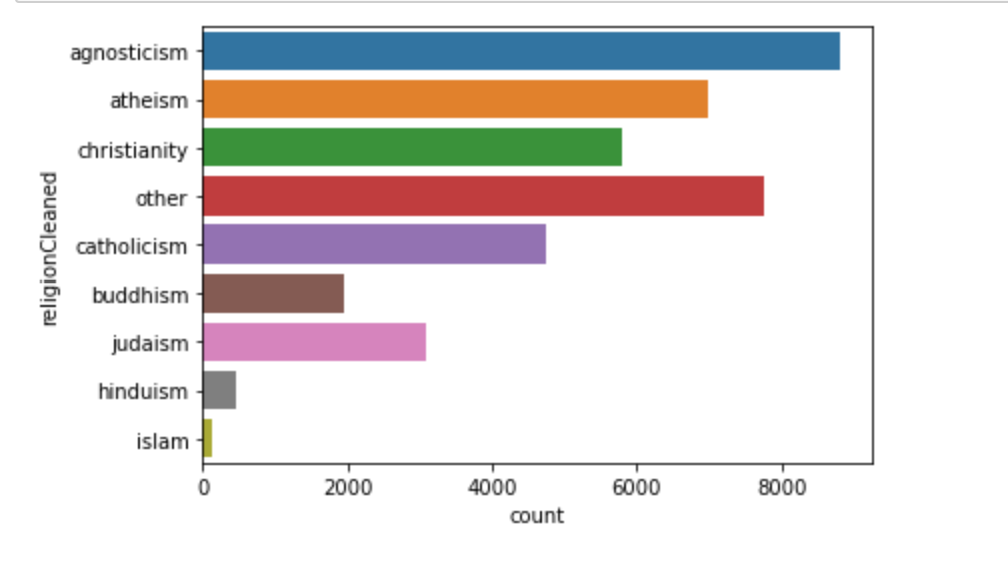 agnosticism
atheism
christianity
other
catholicism
buddhism
judaism
hinduism
islam
religionCleaned
0 2000 4000 6000 8000
count